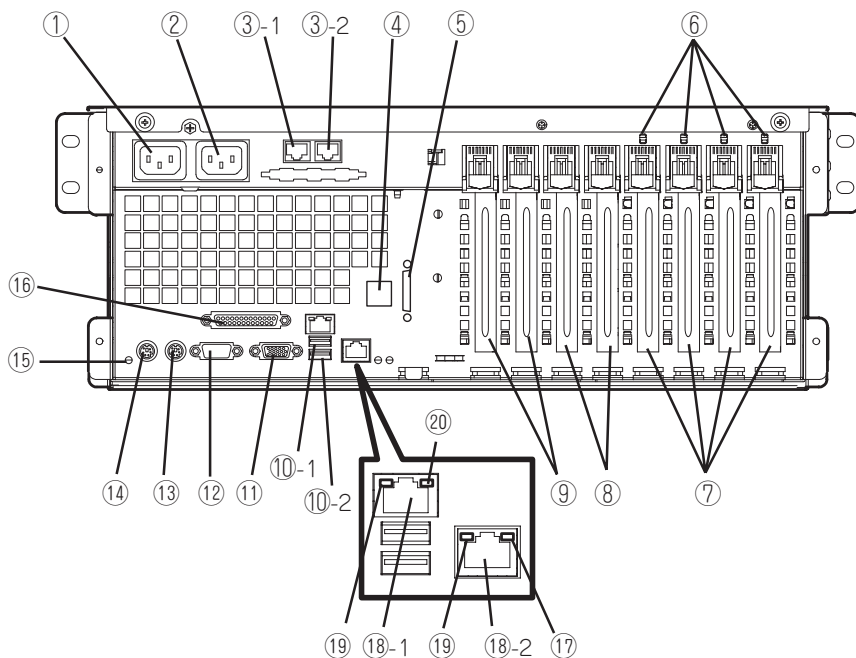 ① ② ③-1 ③-2 ④ ⑤ ⑥
⑯
⑮
⑭ ⑬ ⑫ ⑪ ⑩-1 ⑩-2 ⑳ ⑨ ⑧ ⑦
⑲ ⑱-1 ⑲ ⑱-2 ⑰